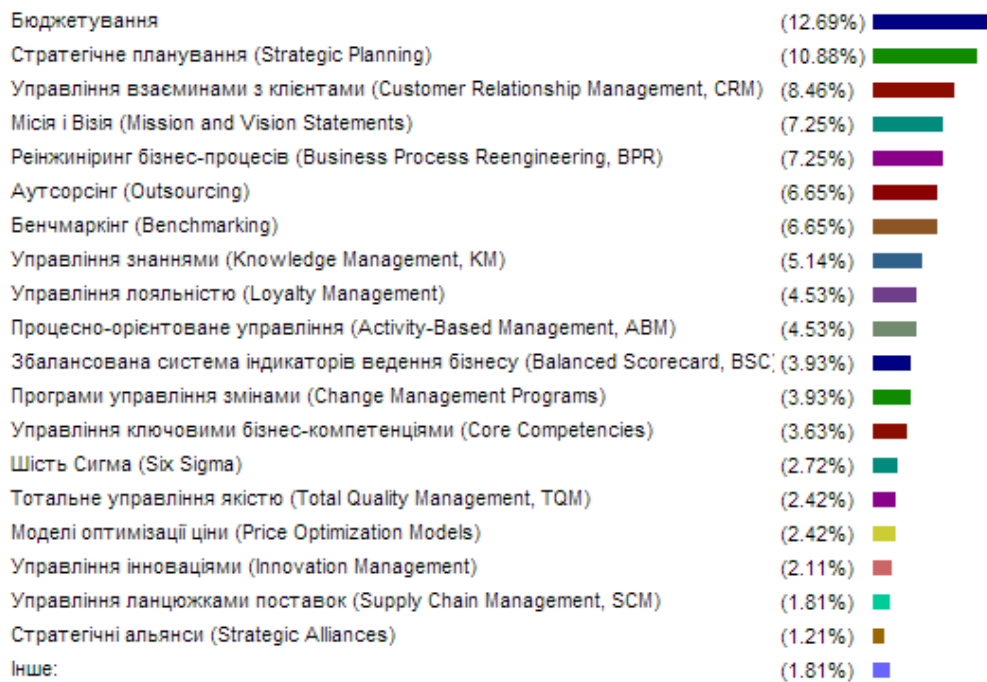 Бюджетування (12.69%)
Стратегічне планування (Strategic Planning) (10.88%)
Управління взаєминами з клієнтами (Customer Relationship Management, CRM) (8.46%)
Місія і Візія (Mission and Vision Statements) (7.25%)
Реінжиніринг бізнес-процесів (Business Process Reengineering, BPR) (7.25%)
Аутсорсінг (Outsourcing) (6.65%)
Бенчмаркінг (Benchmarking) (6.65%)
Управління знаннями (Knowledge Management, KM) (5.14%)
Управління лояльністю (Loyalty Management) (4.53%)
Процесно-орієнтоване управління (Activity-Based Management, ABM) (4.53%)
Збалансована система індикаторів ведення бізнесу (Balanced Scorecard, BSC) (3.93%)
Програми управління змінами (Change Management Programs) (3.93%)
Управління ключовими бізнес-компетенціями (Core Competencies) (3.63%)
Шість Сигма (Six Sigma) (2.72%)
Тотальне управління якістю (Total Quality Management, TQM) (2.42%)
Моделі оптимізації ціни (Price Optimization Models) (2.42%)
Управління інноваціями (Innovation Management) (2.11%)
Управління ланцюжками поставок (Supply Chain Management, SCM) (1.81%)
Стратегічні альянси (Strategic Alliances) (1.21%)
Інше: (1.81%)